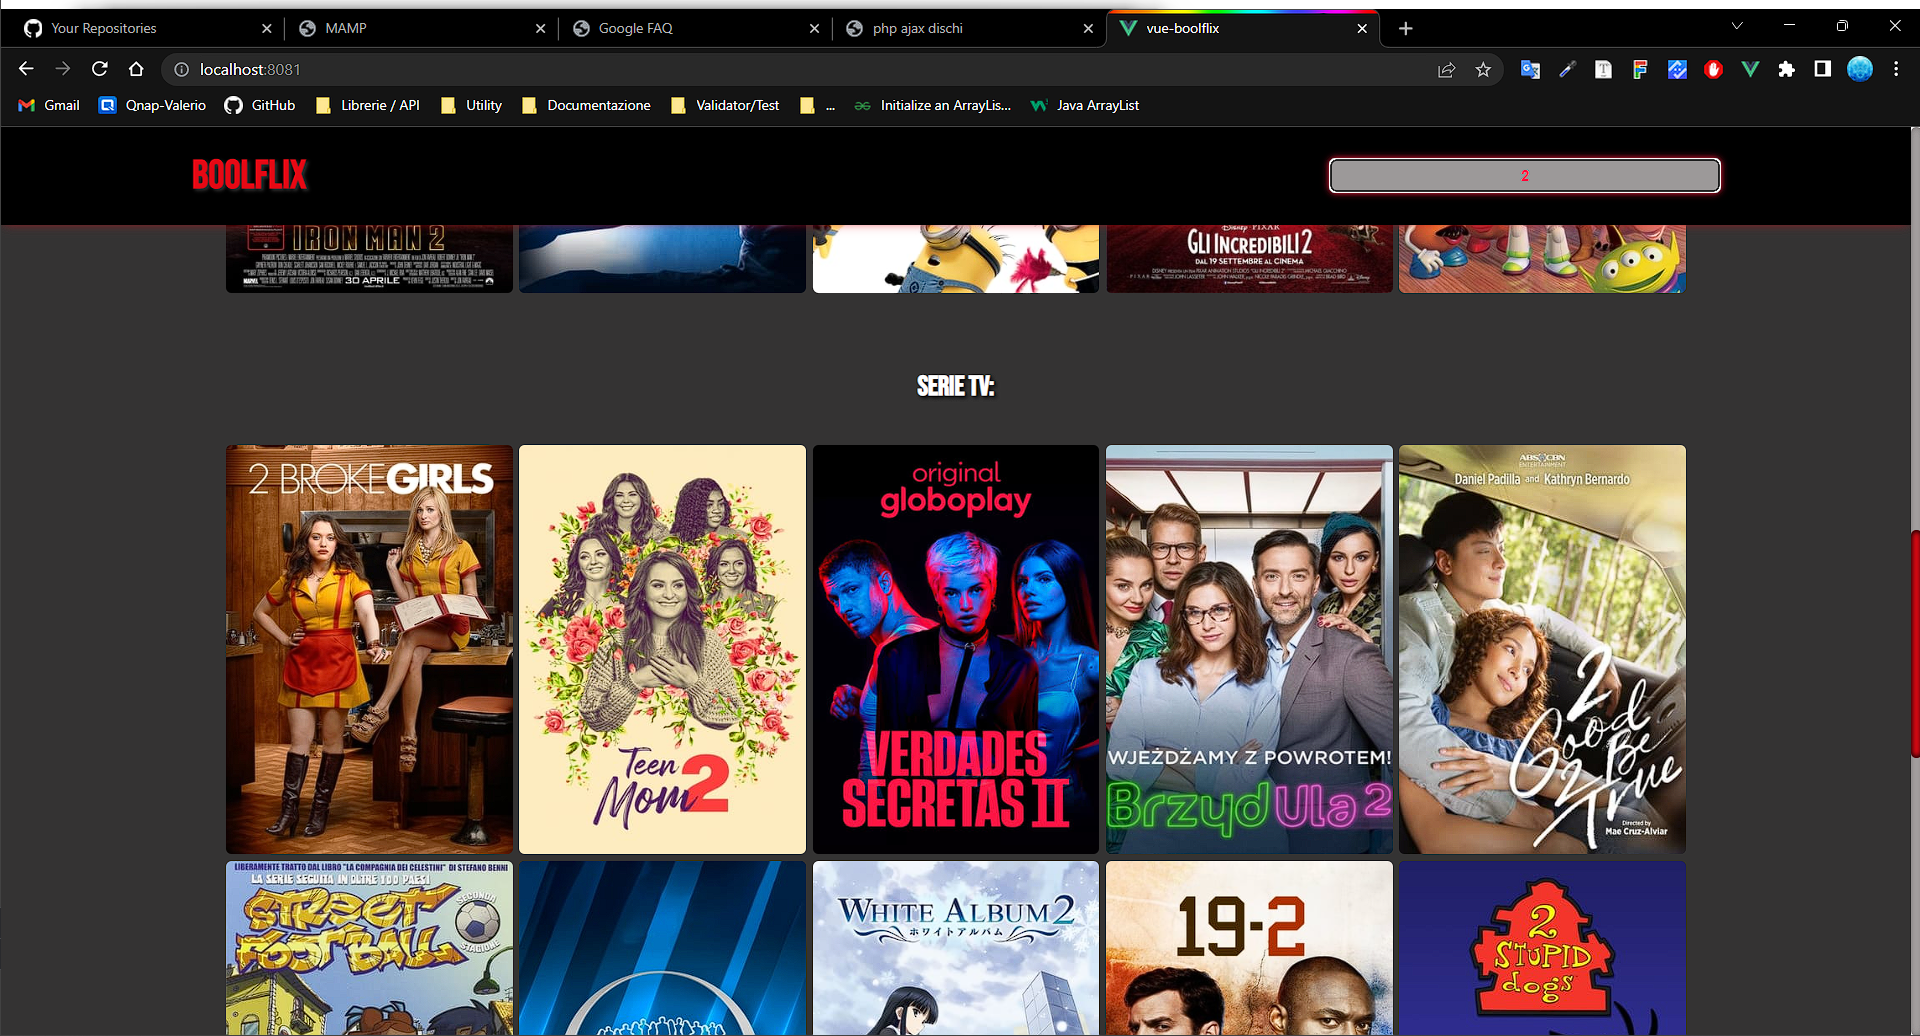 Your Repositories
MAMP
Google FAQ
php ajax dischi
vue-boolflix
localhost:8081
Gmail
Qnap-Valerio
GitHub
Librerie / API
Utility
Documentazione
Validator/Test
...
Initialize an ArrayLis...
Java ArrayList
BOOLFLIX
2
IRON MAN 2
30 APRILE
Disney PIXAR
GLI INCREDIBILI 2
DAL 19 SETTEMBRE AL CINEMA
SERIE TV:
2 BROKE GIRLS
Teen
Mom 2
original
globoplay
VERDADES
SECRETAS II
WJEŻDŻAMY Z POWROTEM!
BrzydUla 2
ABS CBN
ENTERTAINMENT
Daniel Padilla and Kathryn Bernardo
2
Good
2 Be
True
Directed by
Mae Cruz-Alviar
LIBERAMENTE TRATTO DAL LIBRO "LA COMPAGNIA DEI CELESTINI" DI STEFANO BENNI
LA SERIE SEGUITA IN OLTRE 100 PAESI
STREET
FOOTBALL
SECONDA
STAGIONE
WHITE ALBUM 2
ホワイトアルバム
19-2
2
STUPID
dogs